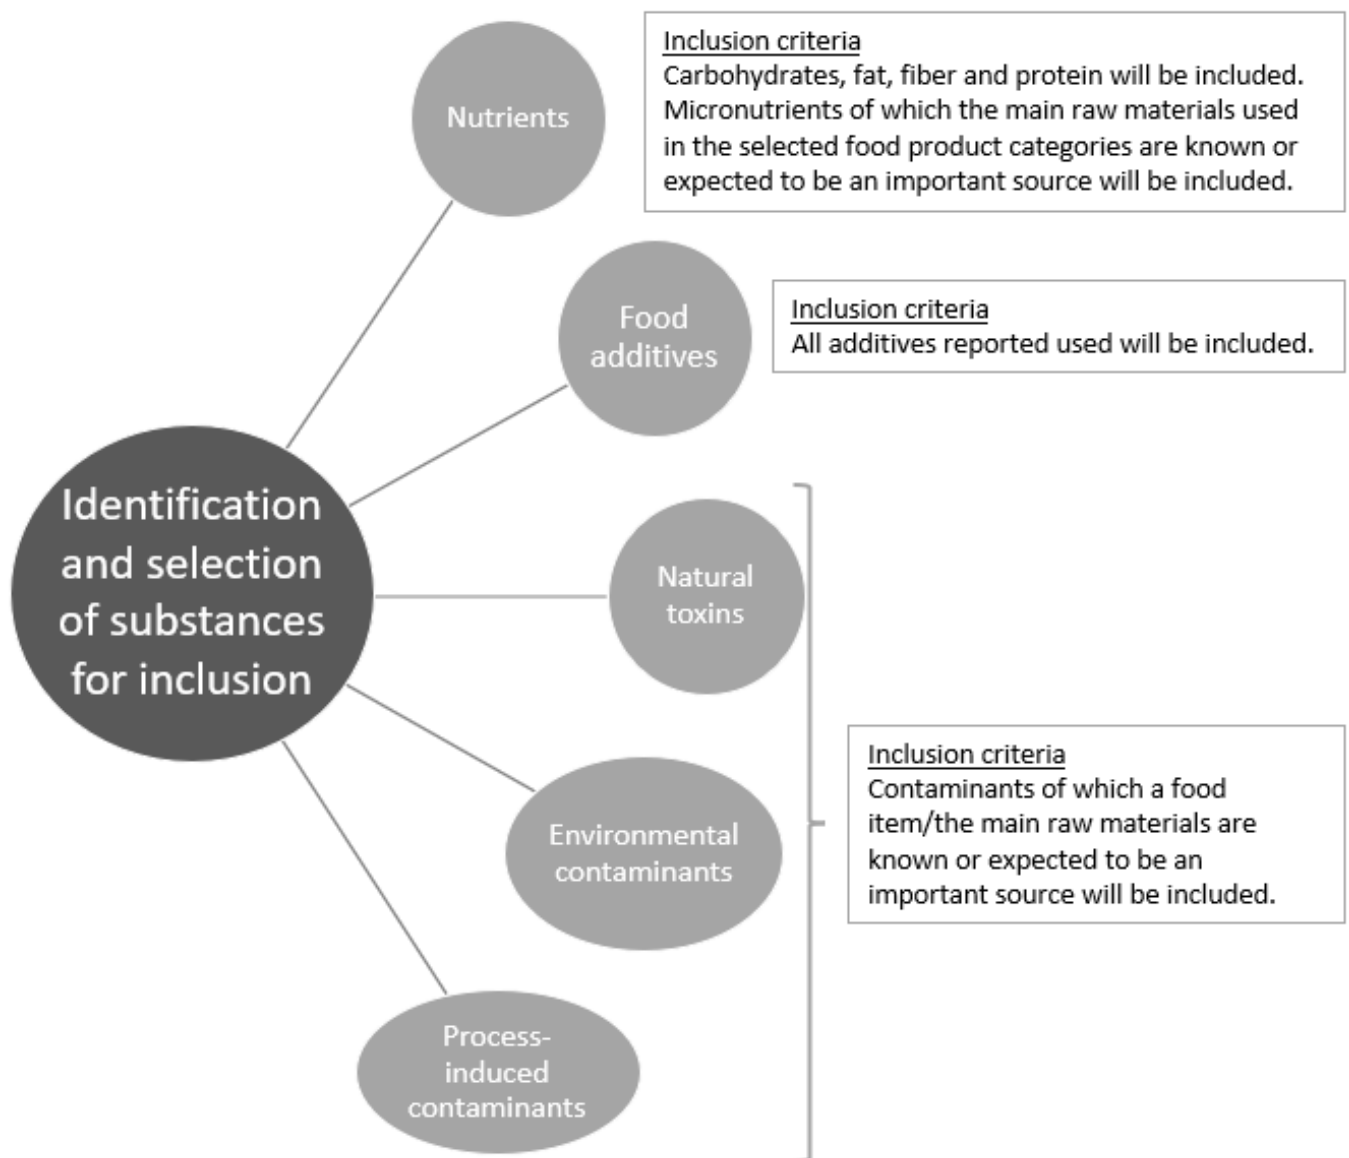 Nutrients
Inclusion criteria
Carbohydrates, fat, fiber and protein will be included.
Micronutrients of which the main raw materials used
in the selected food product categories are known or
expected to be an important source will be included.
Food
additives
Inclusion criteria
All additives reported used will be included.
Identification
and selection
of substances
for inclusion
Natural
toxins
Environmental
contaminants
Inclusion criteria
Contaminants of which a food
item/the main raw materials are
known or expected to be an
important source will be included.
Process-
induced
contaminants